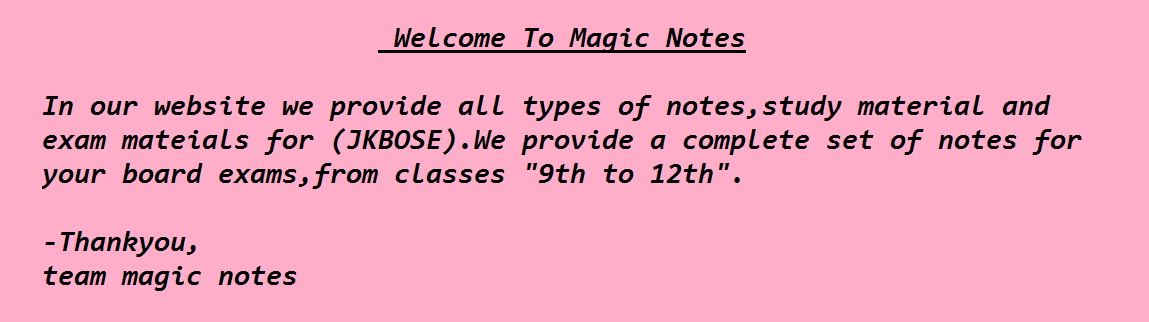 Welcome To Magic Notes
In our website we provide all types of notes,study material and
exam mateials for (JKBOSE).We provide a complete set of notes for
your board exams,from classes "9th to 12th".
-Thankyou,
team magic notes